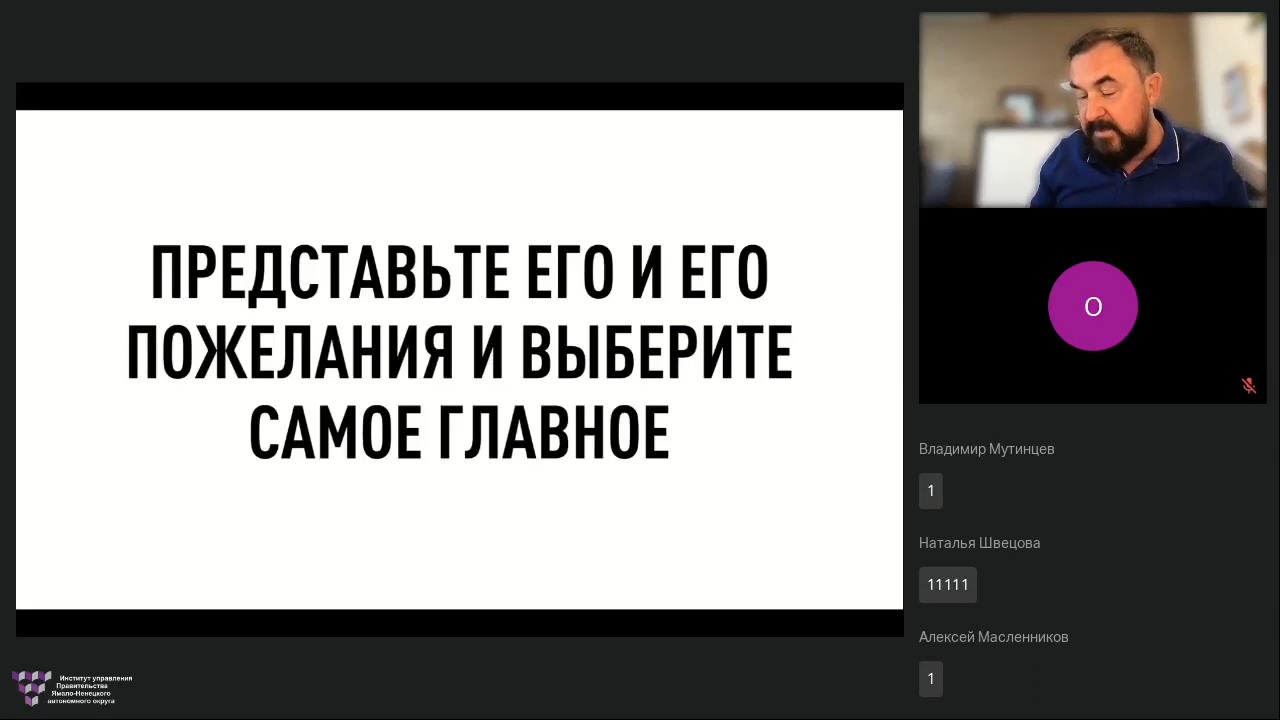 ПРЕДСТАВЬТЕ ЕГО И ЕГО
ПОЖЕЛАНИЯ И ВЫБЕРИТЕ
САМОЕ ГЛАВНОЕ
О
Владимир Мутинцев
1
Наталья Швецова
11111
Алексей Масленников
1
Институт управления
Правительства
Ямало-Ненецкого
автономного округа